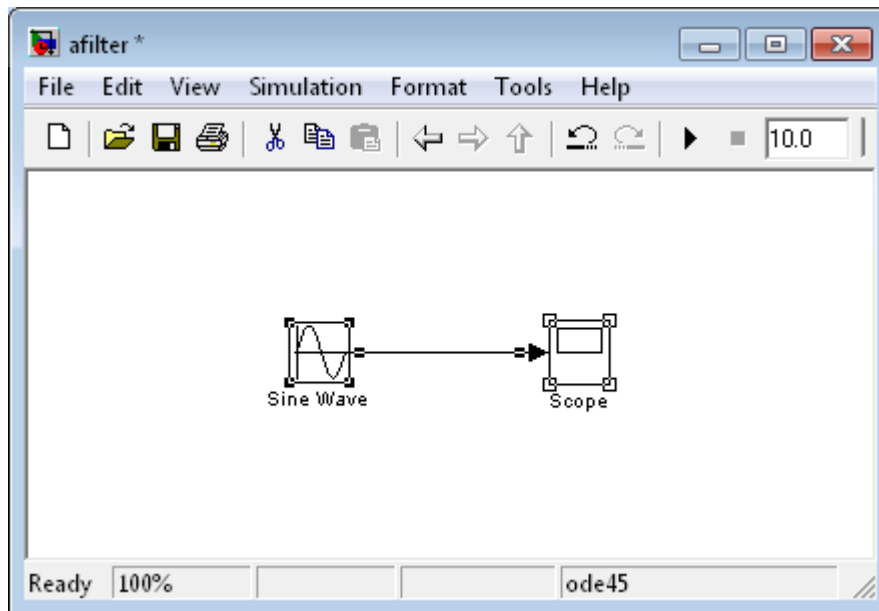 afilter *
File Edit View Simulation Format Tools Help
10.0
Sine Wave
Scope
Ready 100% ode45